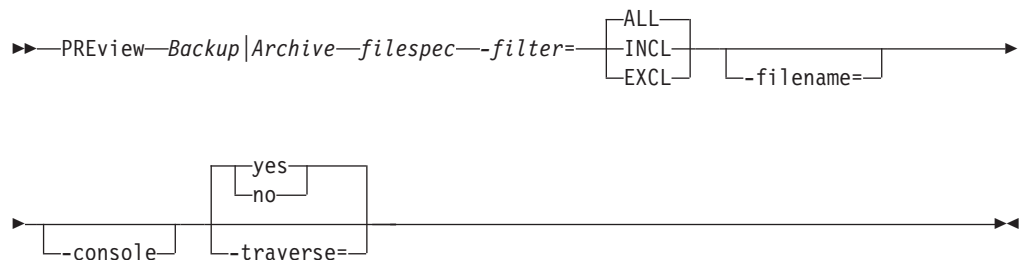 ALL
PREview Backup|Archive filespec -filter= INCL
EXCL -filename=
yes
no
-console -traverse=